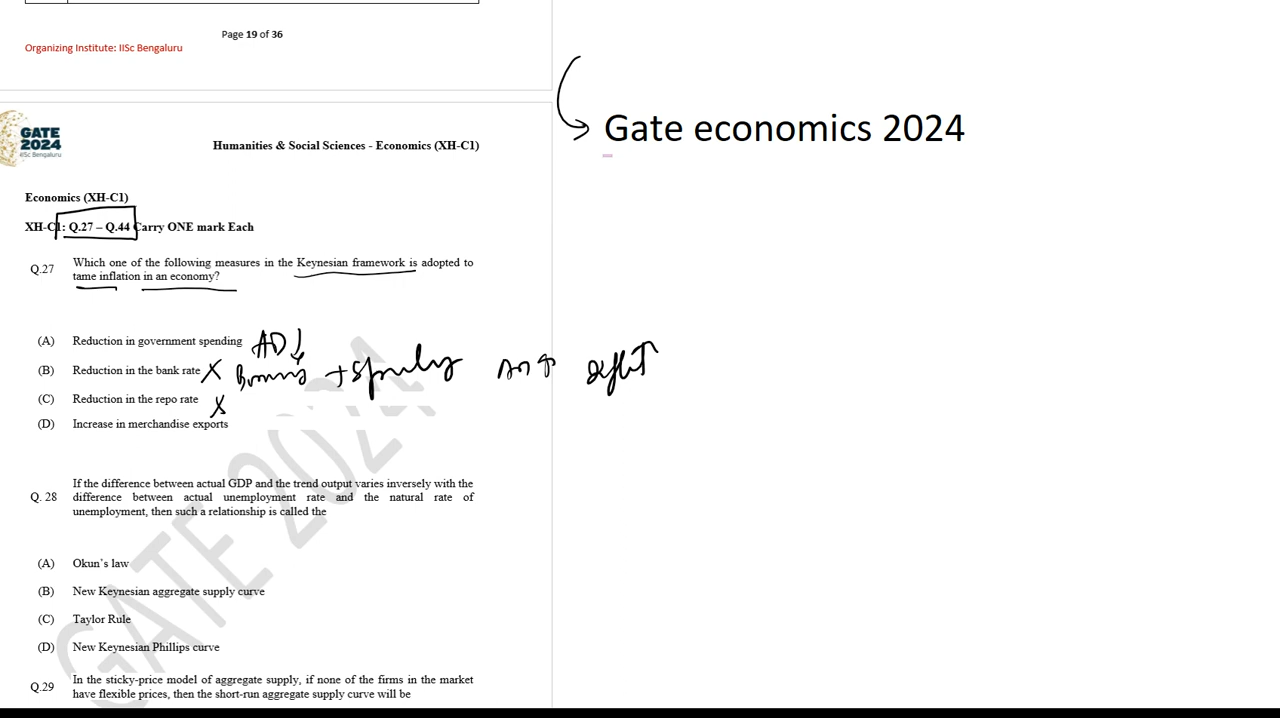 Page 19 of 36
Organizing Institute: IISc Bengaluru
Gate economics 2024
GATE
2024
IISc Bengaluru
Humanities & Social Sciences - Economics (XH-C1)
Economics (XH-C1)
XH-C1: Q.27 – Q.44 Carry ONE mark Each
Q.27 Which one of the following measures in the Keynesian framework is adopted to
tame inflation in an economy?
(A) Reduction in government spending AD↓
(B) Reduction in the bank rate X
(C) Reduction in the repo rate X
(D) Increase in merchandise exports
GATE 2024
If the difference between actual GDP and the trend output varies inversely with the
Q. 28 difference between actual unemployment rate and the natural rate of
unemployment, then such a relationship is called the
(A) Okun's law
(B) New Keynesian aggregate supply curve
(C) Taylor Rule
(D) New Keynesian Phillips curve
Q.29 In the sticky-price model of aggregate supply, if none of the firms in the market
have flexible prices, then the short-run aggregate supply curve will be